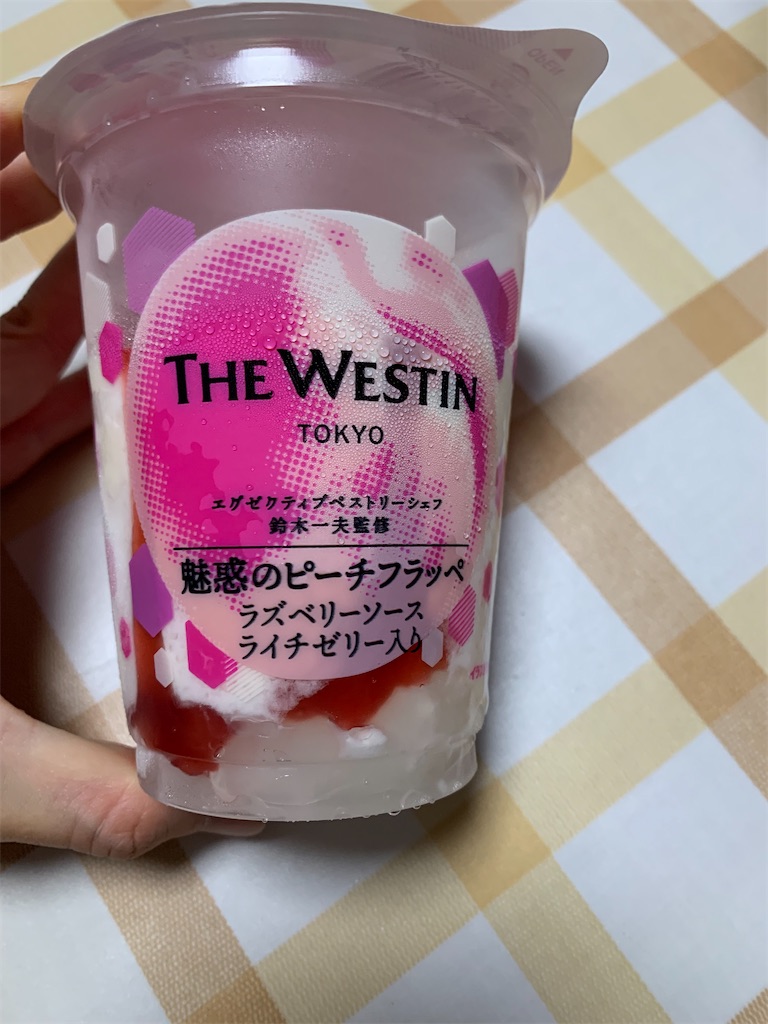 OPEN
THE WESTIN
TOKYO
エグゼクティブペストリーシェフ
鈴木一夫監修
魅惑のピーチフラッペ
ラズベリーソース
ライチゼリー入り